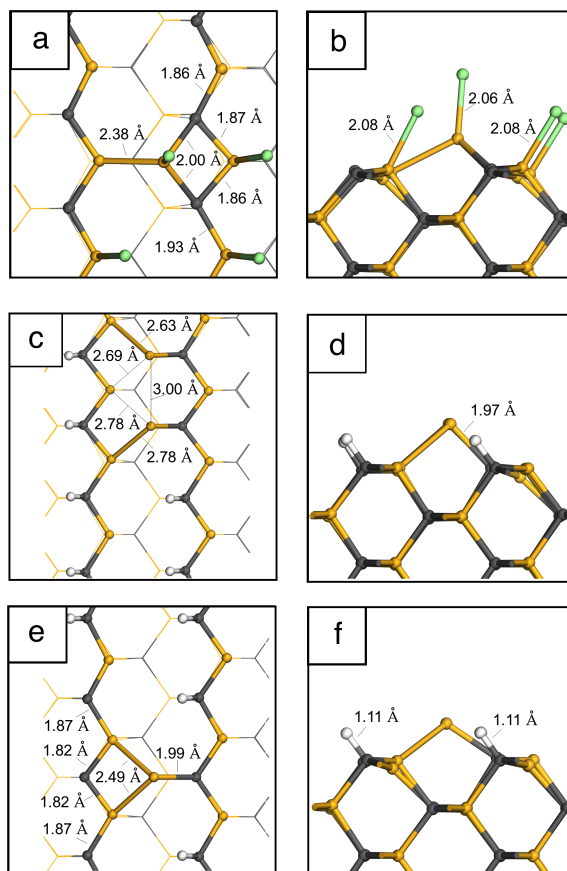 a
1.86 Å
1.87 Å
2.38 Å
2.00 Å
1.86 Å
1.93 Å
b
2.06 Å
2.08 Å
2.08 Å
c
2.63 Å
2.69 Å
3.00 Å
2.78 Å
2.78 Å
d
1.97 Å
e
1.87 Å
1.82 Å
1.99 Å
2.49 Å
1.82 Å
1.87 Å
f
1.11 Å
1.11 Å